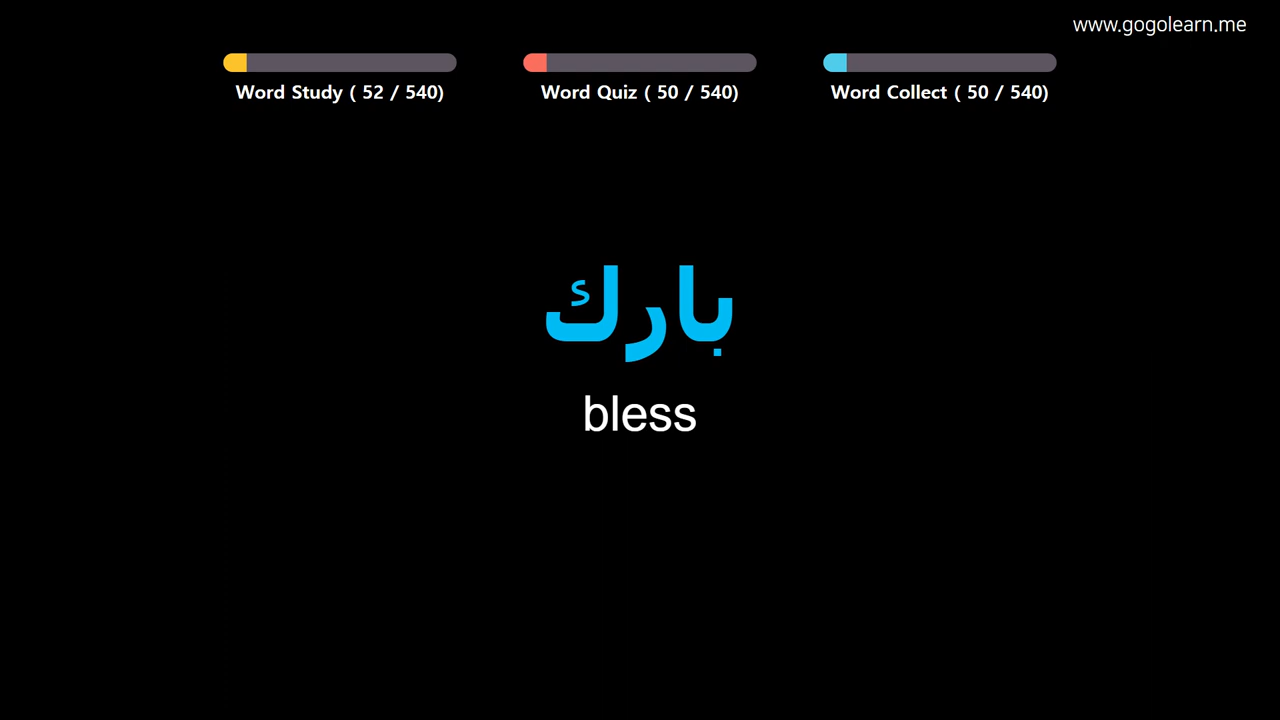 www.gogolearn.me
Word Study ( 52 / 540)
Word Quiz ( 50 / 540)
Word Collect ( 50 / 540)
بارك
bless